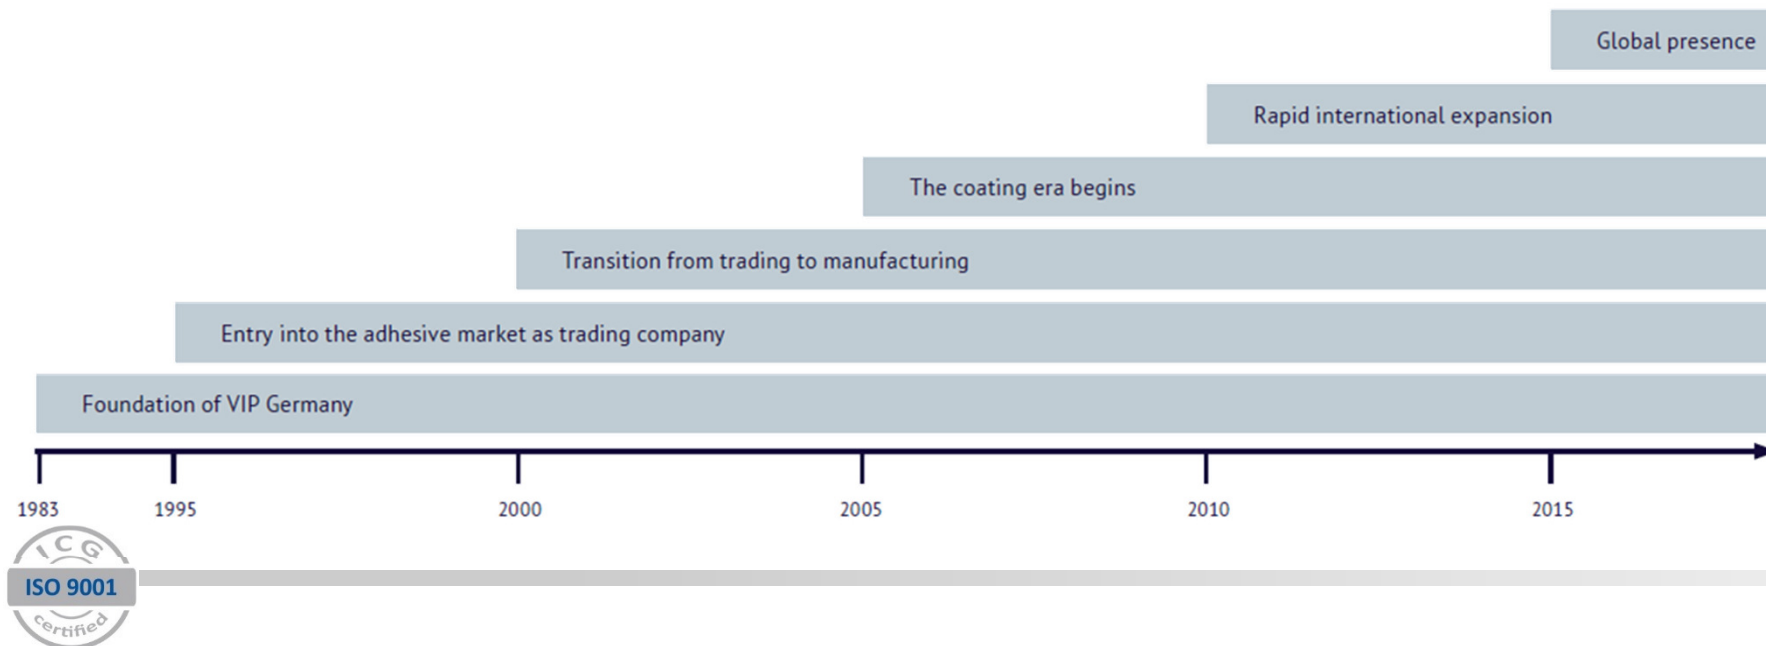 Global presence
Rapid international expansion
The coating era begins
Transition from trading to manufacturing
Entry into the adhesive market as trading company
Foundation of VIP Germany
1983 1995 2000 2005 2010 2015
ICG
ISO 9001
certified